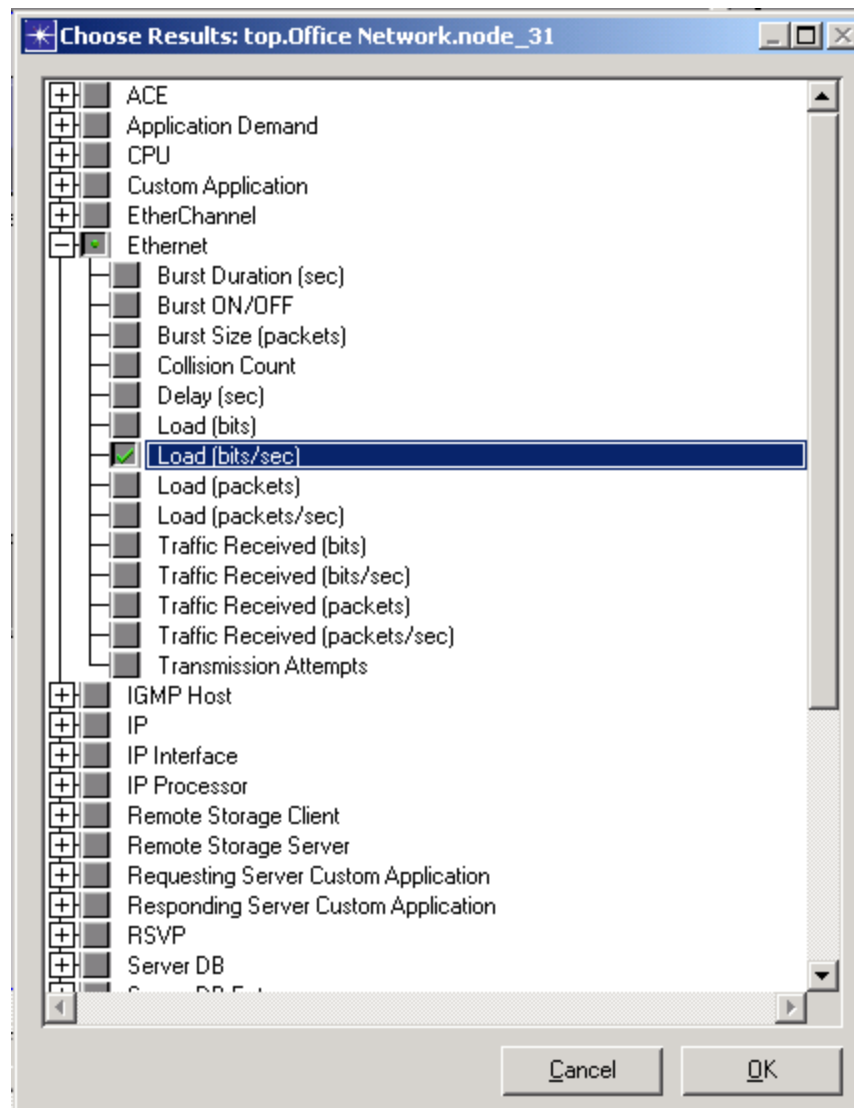 Choose Results: top.Office Network.node_31
ACE
Application Demand
CPU
Custom Application
EtherChannel
Ethernet
Burst Duration (sec)
Burst ON/OFF
Burst Size (packets)
Collision Count
Delay (sec)
Load (bits)
Load (bits/sec)
Load (packets)
Load (packets/sec)
Traffic Received (bits)
Traffic Received (bits/sec)
Traffic Received (packets)
Traffic Received (packets/sec)
Transmission Attempts
IGMP Host
IP
IP Interface
IP Processor
Remote Storage Client
Remote Storage Server
Requesting Server Custom Application
Responding Server Custom Application
RSVP
Server DB
Cancel OK